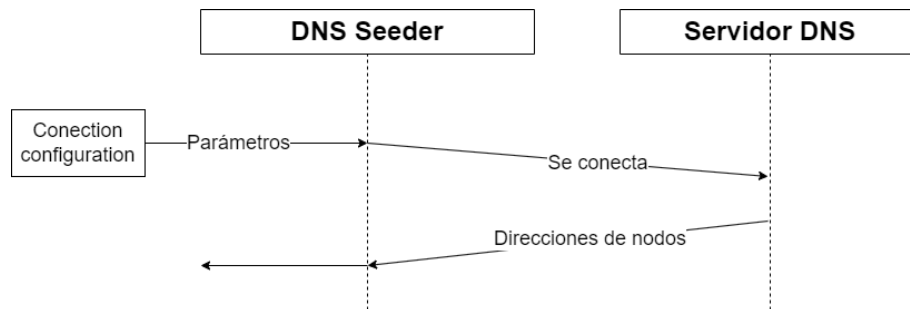 DNS Seeder
Servidor DNS
Conection
configuration
Parámetros
Se conecta
Direcciones de nodos